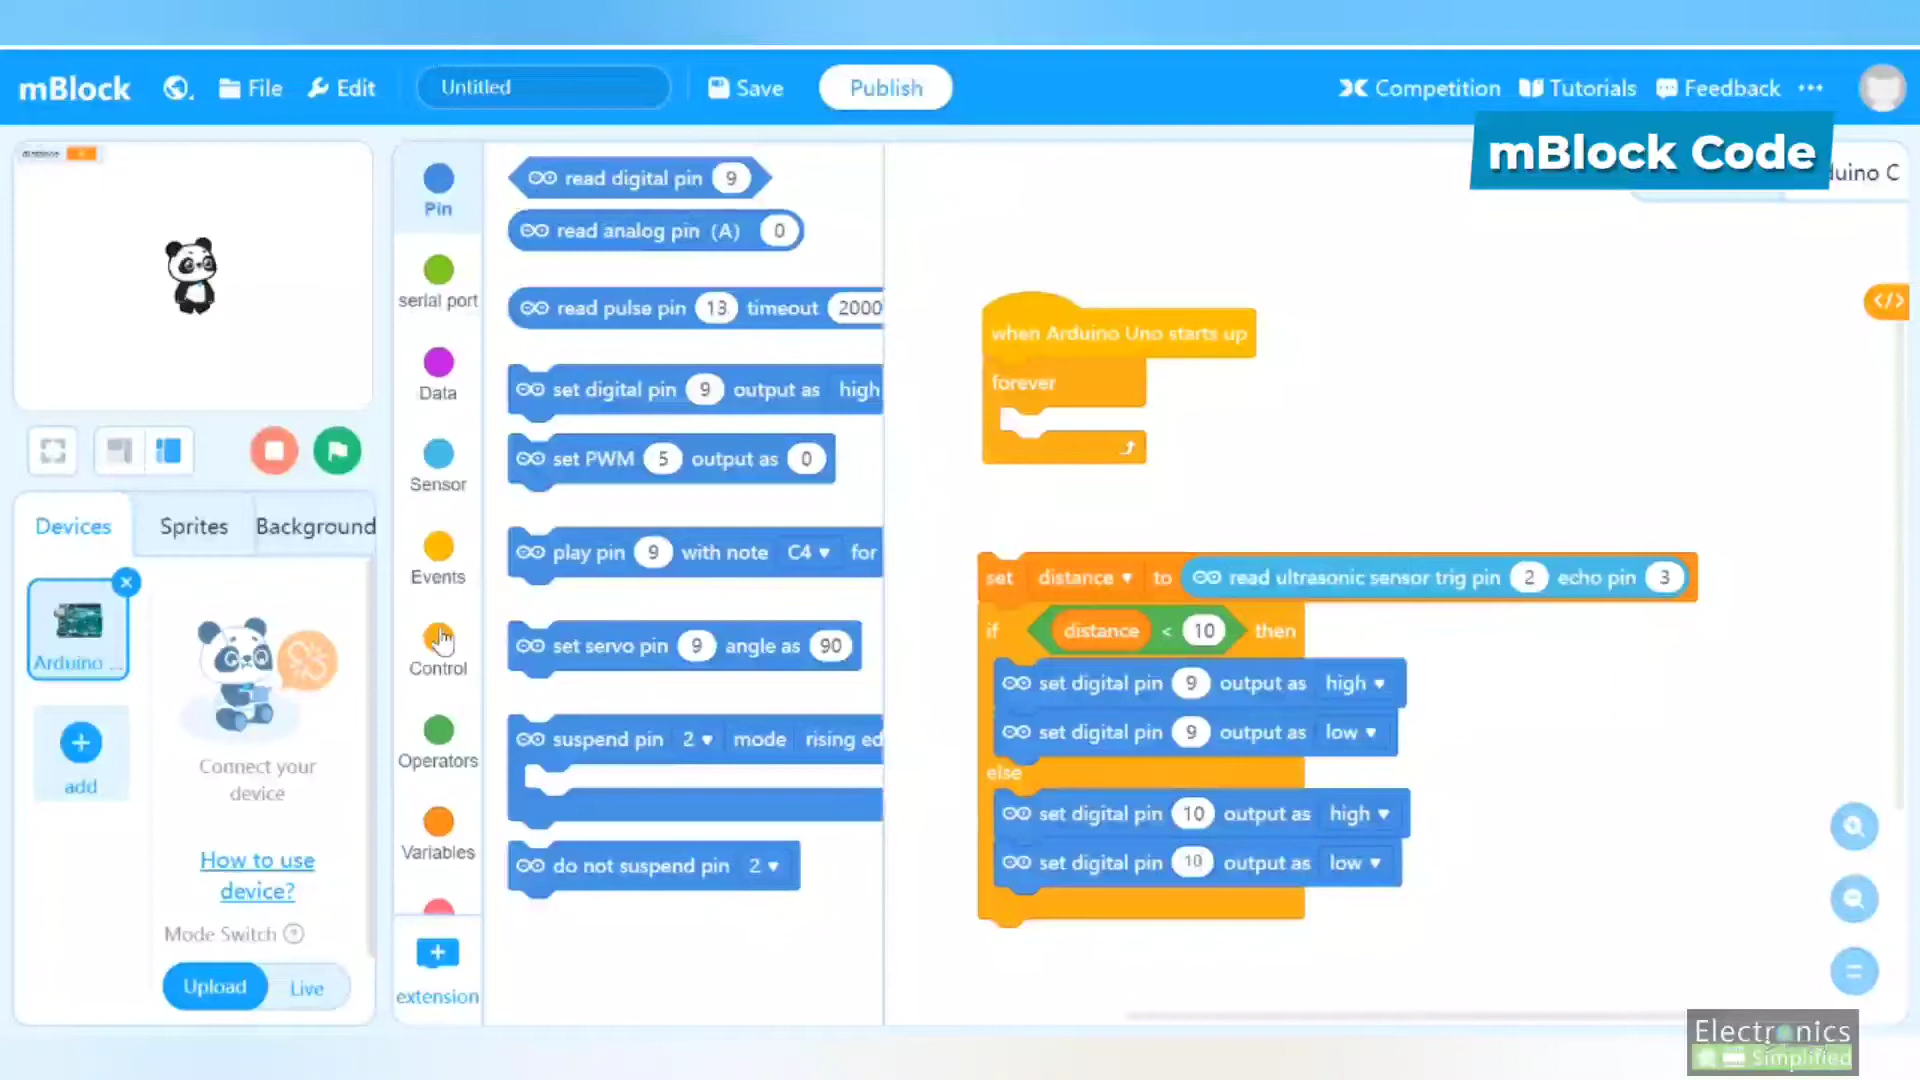 mBlock
File
Edit
Untitled
Save
Publish
Competition
Tutorials
Feedback
mBlock Code
duino C
Pin
serial port
Data
Sensor
Events
Control
Operators
Variables
extension
read digital pin 9
read analog pin (A) 0
read pulse pin 13 timeout 2000
set digital pin 9 output as high
set PWM 5 output as 0
play pin 9 with note C4 for
set servo pin 9 angle as 90
suspend pin 2 mode rising ed
do not suspend pin 2
when Arduino Uno starts up
forever
set distance to read ultrasonic sensor trig pin 2 echo pin 3
if distance < 10 then
set digital pin 9 output as high
set digital pin 9 output as low
else
set digital pin 10 output as high
set digital pin 10 output as low
Devices
Sprites
Background
Arduino ...
add
Connect your
device
How to use
device?
Mode Switch
Upload
Live
Electronics
Simplified